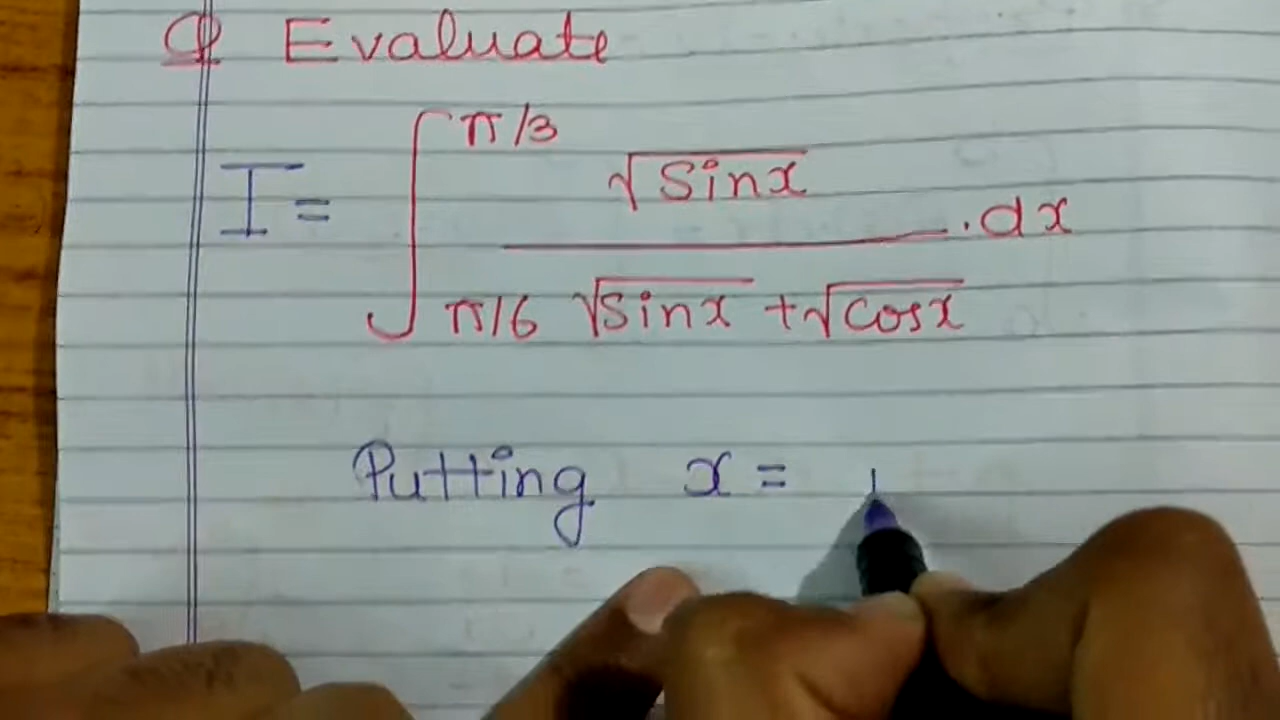 Q Evaluate
I = ∫ π/3
√sinx
.dx
π/6 √sinx + √cosx
Putting x =